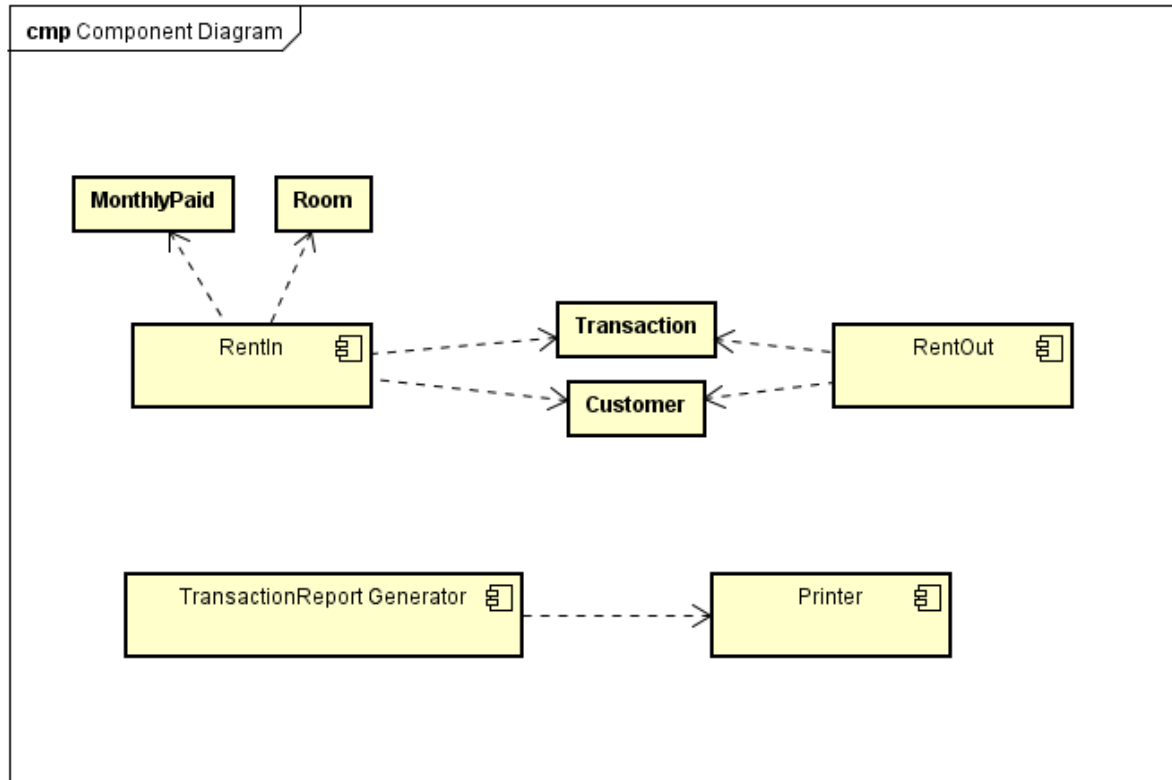 cmp Component Diagram
MonthlyPaid
Room
RentIn
Transaction
RentOut
Customer
TransactionReport Generator
Printer